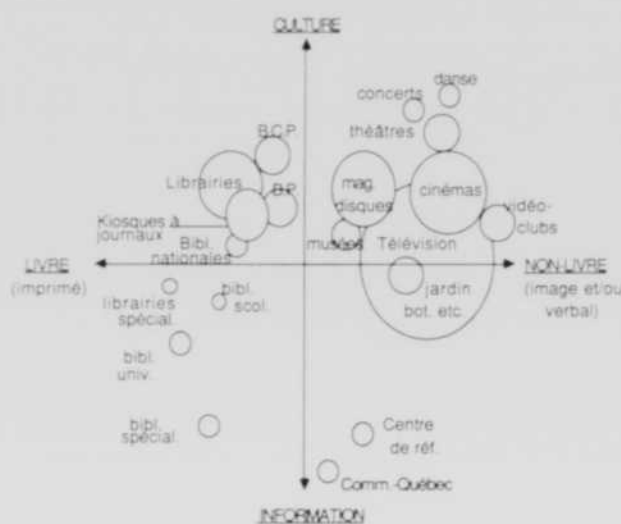 CULTURE
danse
concerts
théâtres
B.C.P.
Librairies
B.P.
mag.
disques
cinémas
vidéo-
clubs
Kiosques à
journaux
Bibl.
nationales
musées
Télévision
LIVRE
(imprimé)
NON-LIVRE
(image et/ou
verbal)
jardin
bot. etc.
librairies
spécial.
bibl.
scol.
bibl.
univ.
bibl.
spécial.
Centre
de réf.
Comm.-Québec
INFORMATION